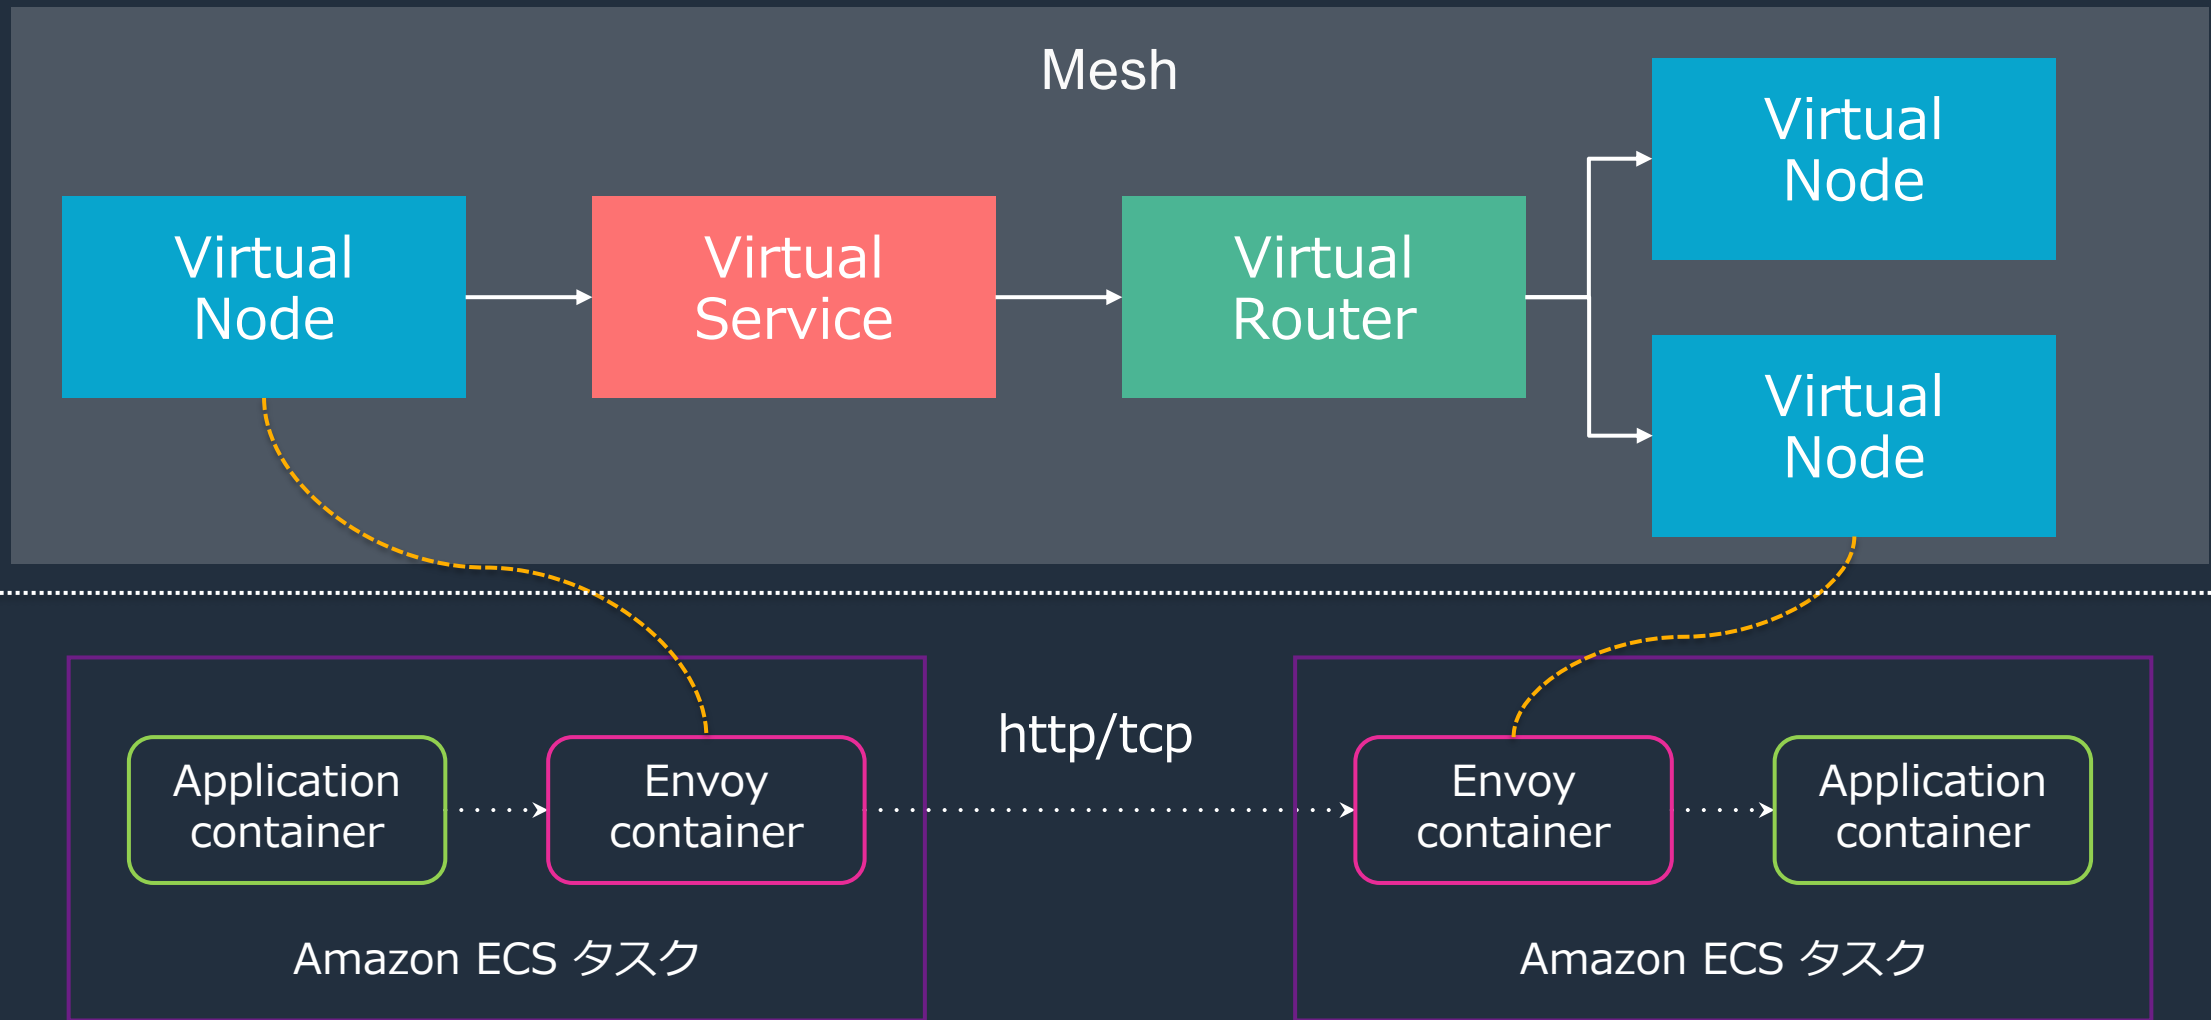 Mesh
Virtual
Node
Virtual
Service
Virtual
Router
Virtual
Node
Virtual
Node
http/tcp
Application
container
Envoy
container
Amazon ECS タスク
Envoy
container
Application
container
Amazon ECS タスク